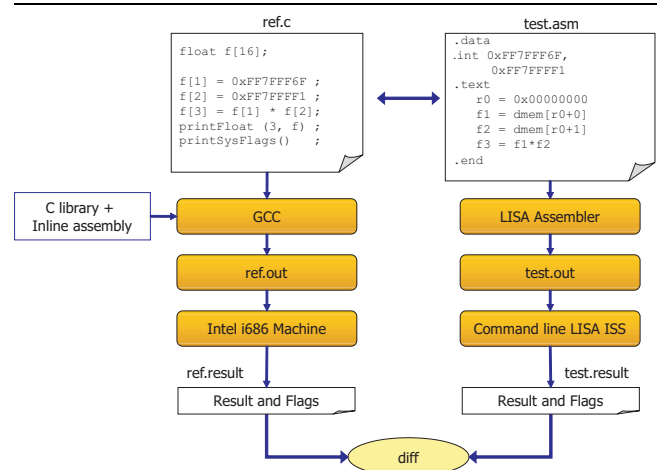 ref.c
float f[16];
f[1] = 0xFF7FFF6F ;
f[2] = 0xFF7FFFF1 ;
f[3] = f[1] * f[2];
printFloat (3, f) ;
printSysFlags() ;
test.asm
.data
.int 0xFF7FFF6F,
0xFF7FFFF1
.text
r0 = 0x00000000
f1 = dmem[r0+0]
f2 = dmem[r0+1]
f3 = f1*f2
.end
C library +
Inline assembly
GCC
LISA Assembler
ref.out
test.out
Intel i686 Machine
Command line LISA ISS
ref.result
test.result
Result and Flags
Result and Flags
diff